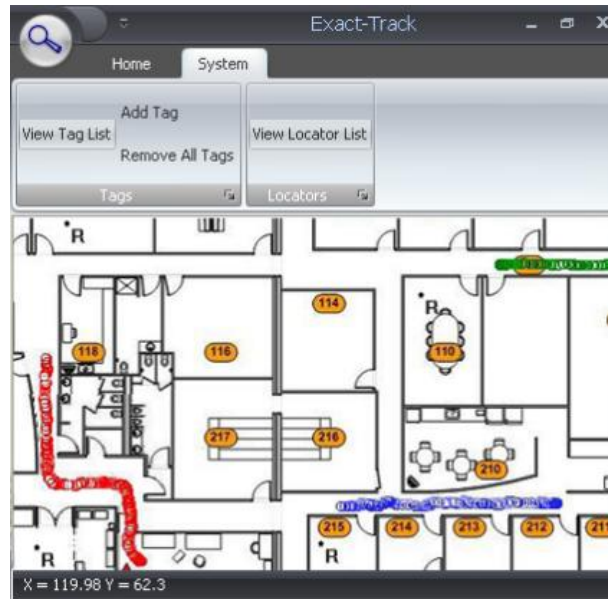 Exact-Track
Home System
View Tag List
Add Tag
Remove All Tags
View Locator List
Tags Locators
R
114
R
118 116 110
217 216
210
215 214 213 212 211
R R
X = 119.98 Y = 62.3